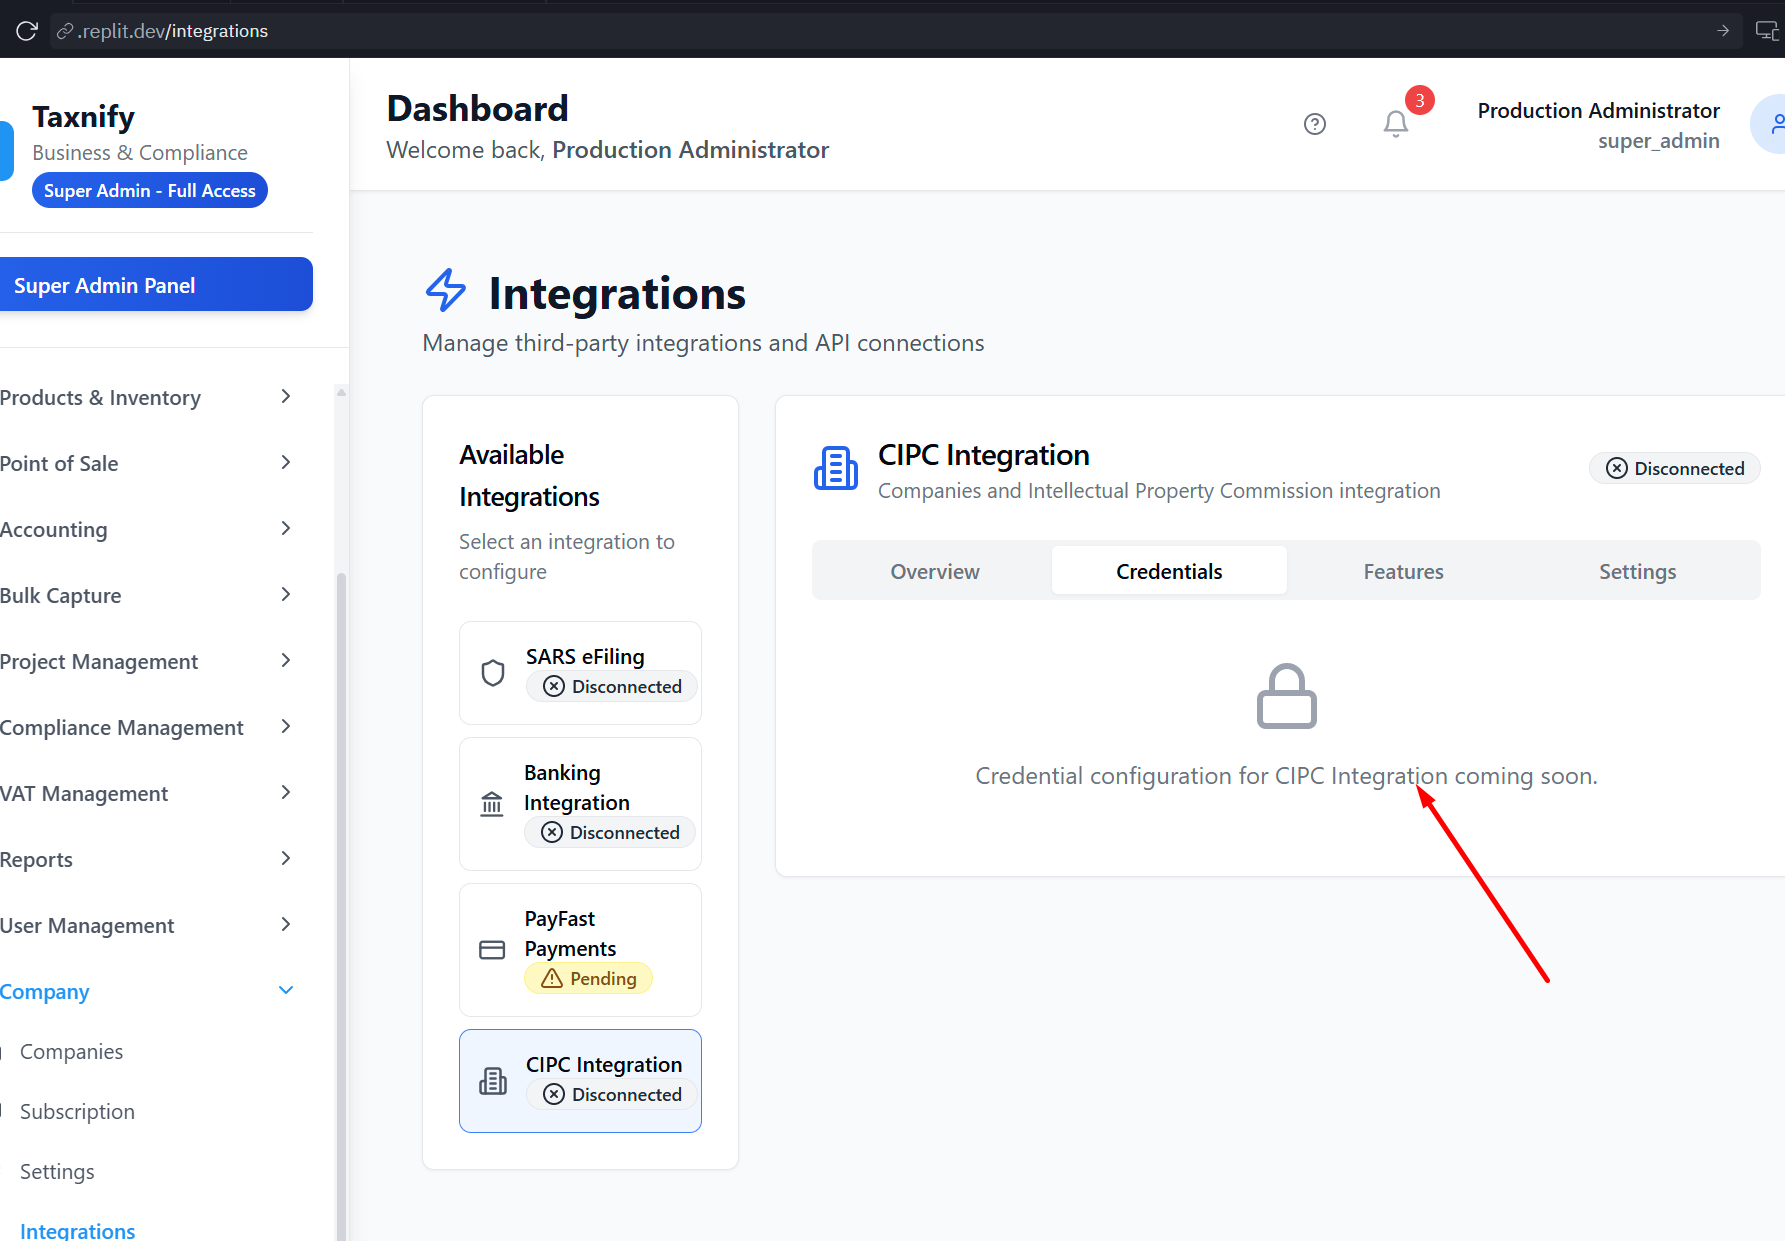 .replit.dev/integrations
Taxnify
Business & Compliance
Super Admin - Full Access
Super Admin Panel
Products & Inventory
Point of Sale
Accounting
Bulk Capture
Project Management
Compliance Management
VAT Management
Reports
User Management
Company
Companies
Subscription
Settings
Integrations
Dashboard
Welcome back, Production Administrator
3
Production Administrator
super_admin
Integrations
Manage third-party integrations and API connections
Available
Integrations
Select an integration to
configure
SARS eFiling
Disconnected
Banking
Integration
Disconnected
PayFast
Payments
Pending
CIPC Integration
Disconnected
CIPC Integration
Companies and Intellectual Property Commission integration
Disconnected
Overview Credentials Features Settings
Credential configuration for CIPC Integration coming soon.